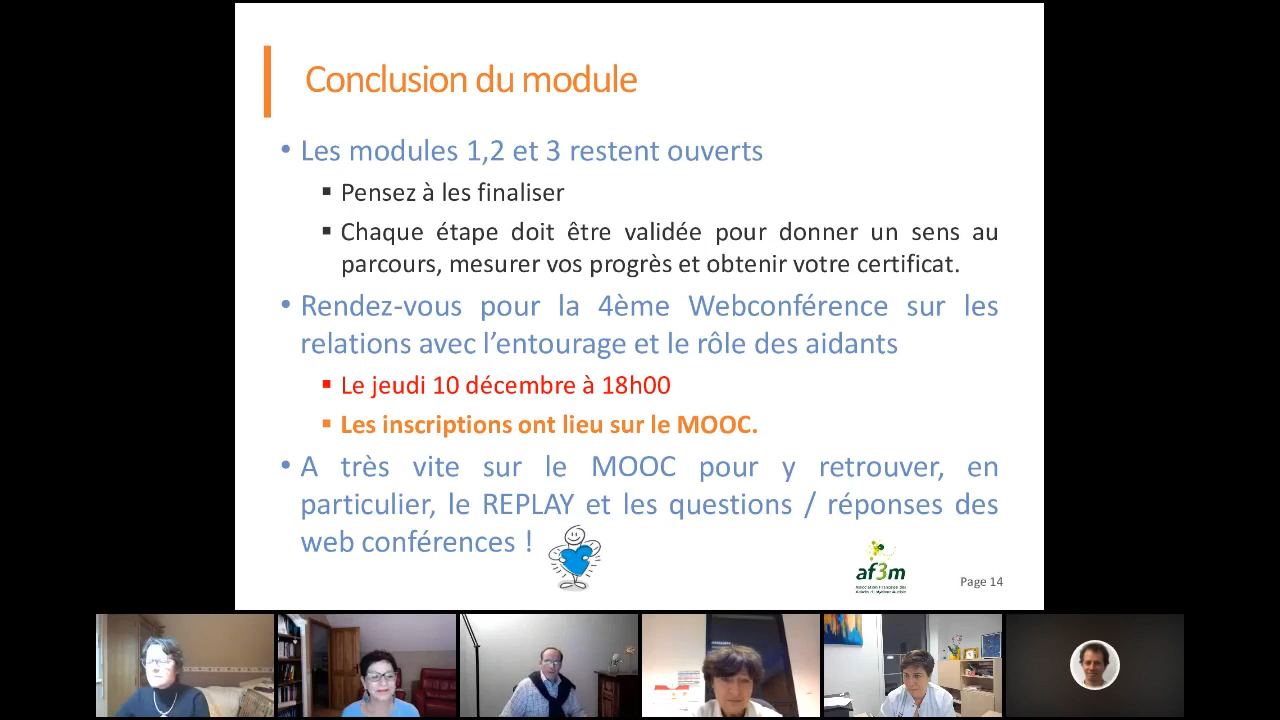 Conclusion du module
• Les modules 1,2 et 3 restent ouverts
▪ Pensez à les finaliser
▪ Chaque étape doit être validée pour donner un sens au
parcours, mesurer vos progrès et obtenir votre certificat.
• Rendez-vous pour la 4ème Webconférence sur les
relations avec l’entourage et le rôle des aidants
▪ Le jeudi 10 décembre à 18h00
▪ Les inscriptions ont lieu sur le MOOC.
• A très vite sur le MOOC pour y retrouver, en
particulier, le REPLAY et les questions / réponses des
web conférences !
af3m
Association Française des
Page 14